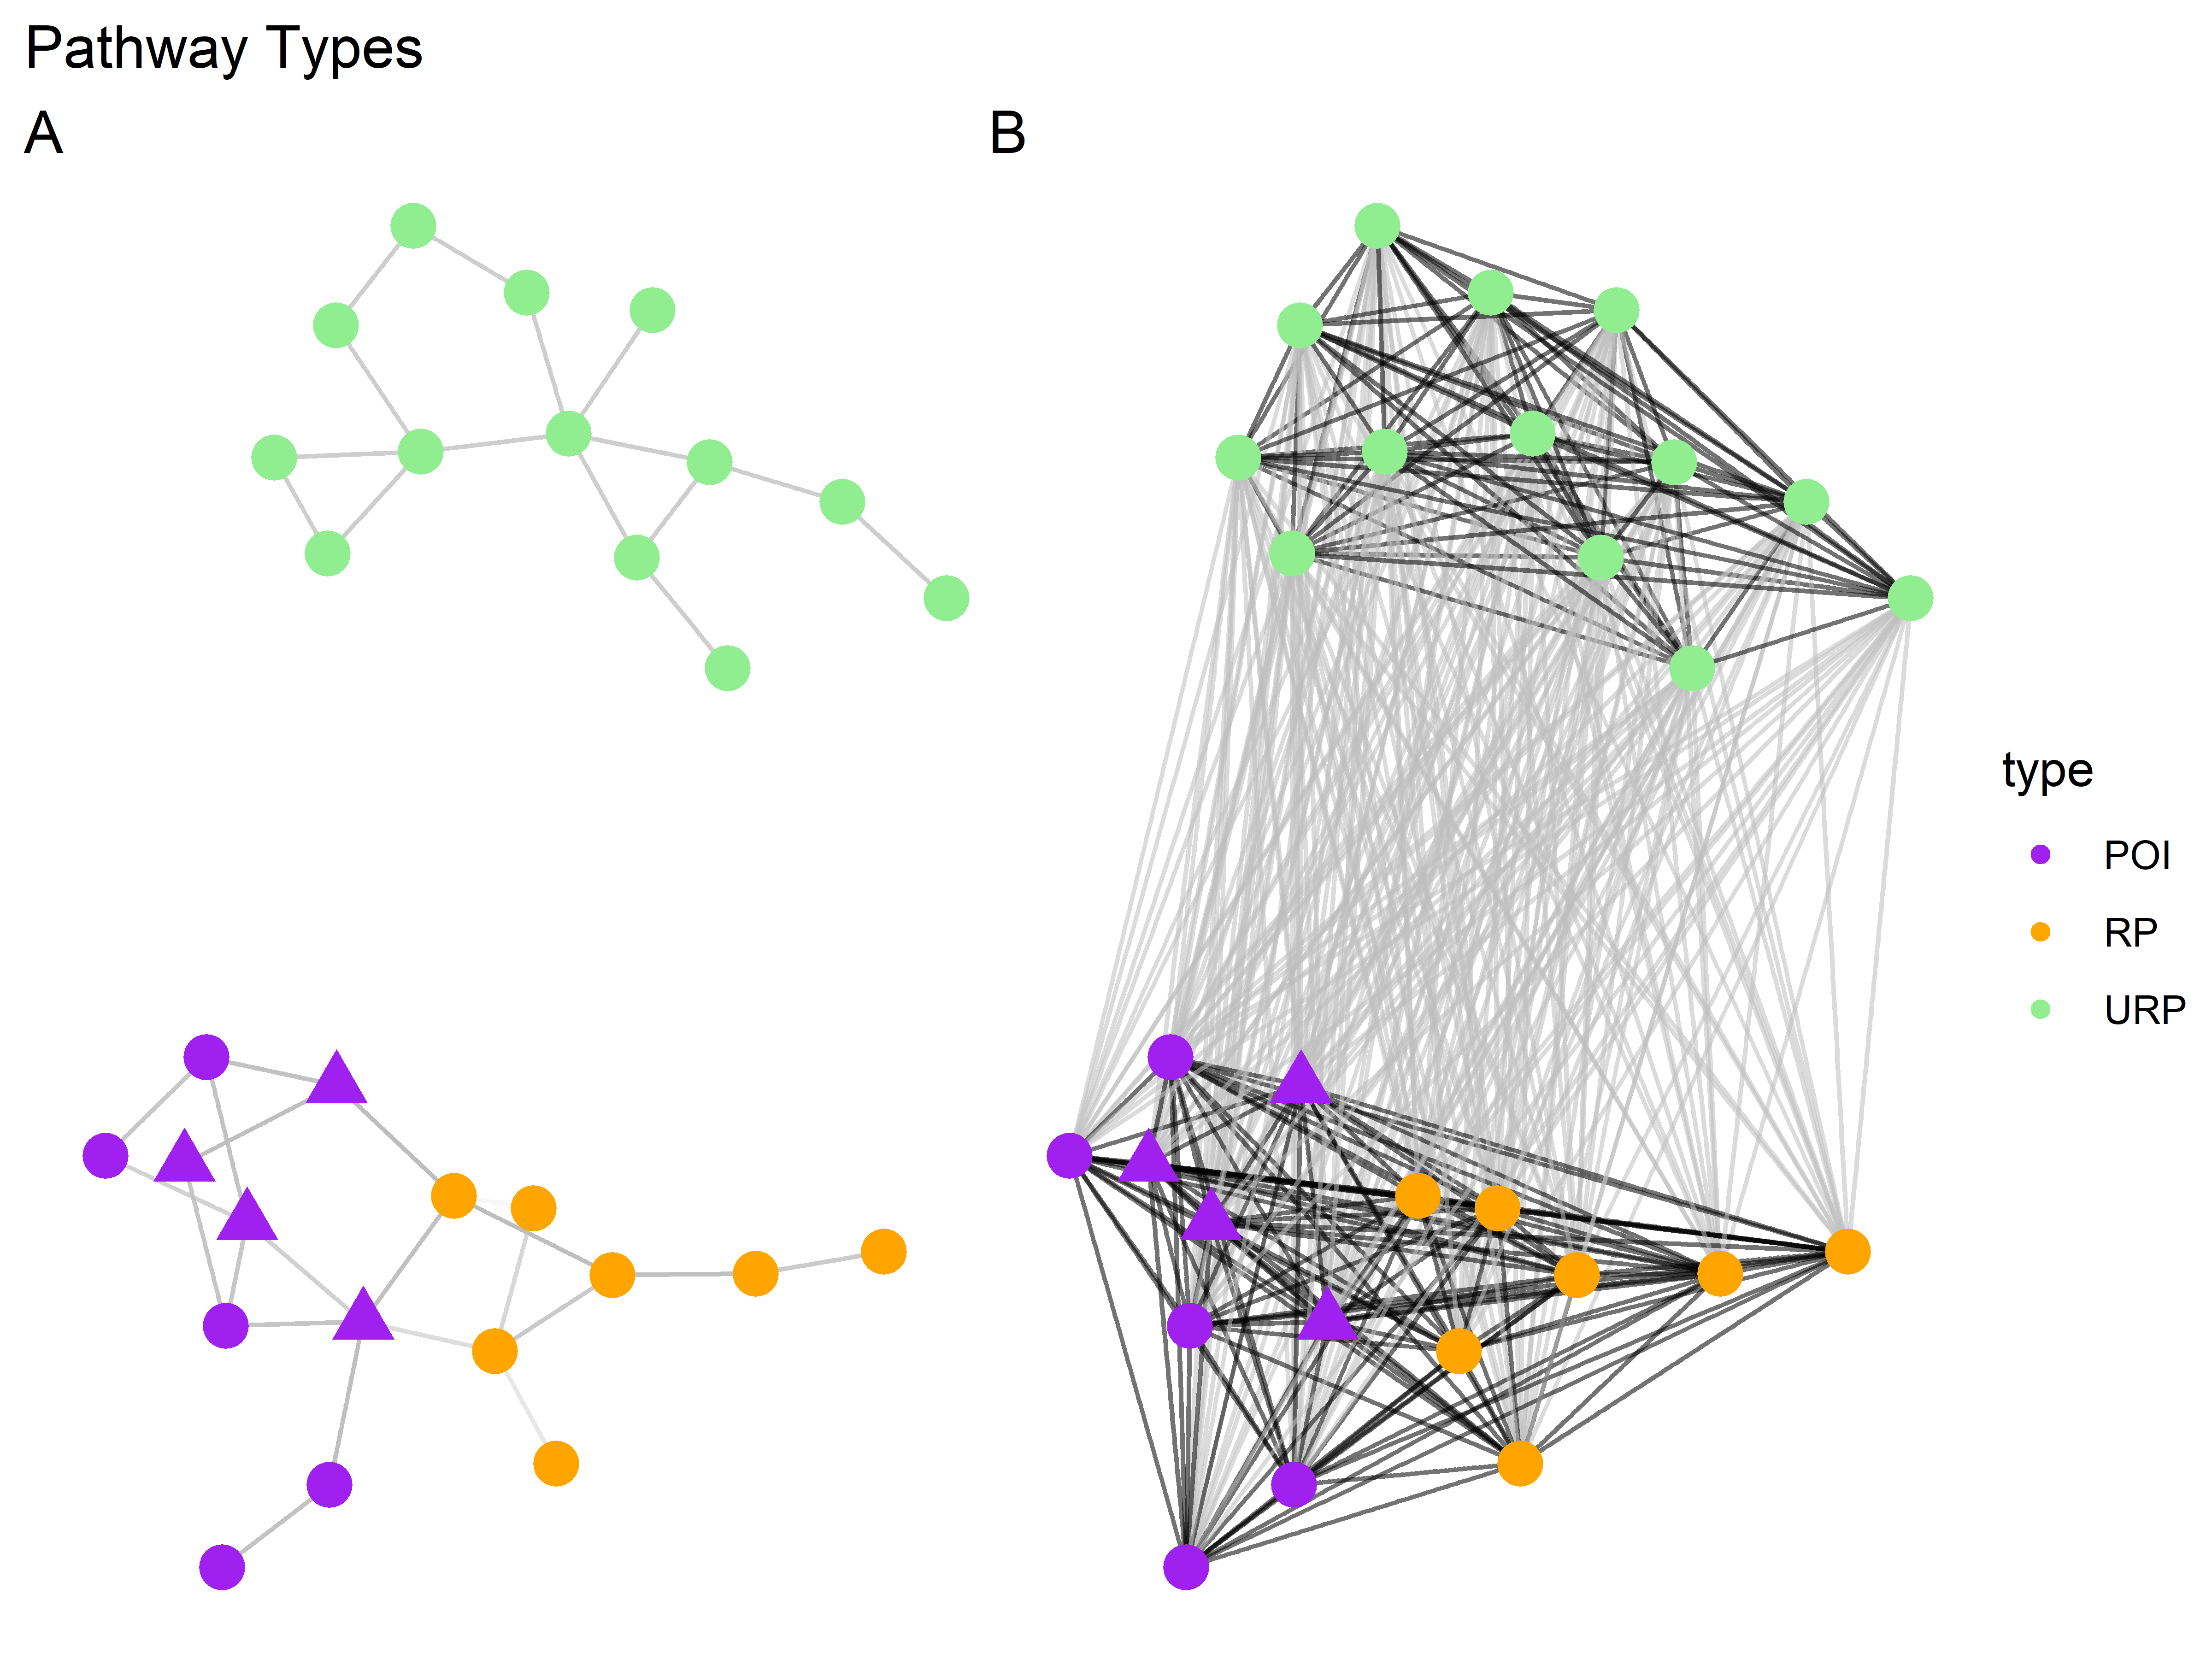 Pathway Types
A
B
type
POI
RP
URP